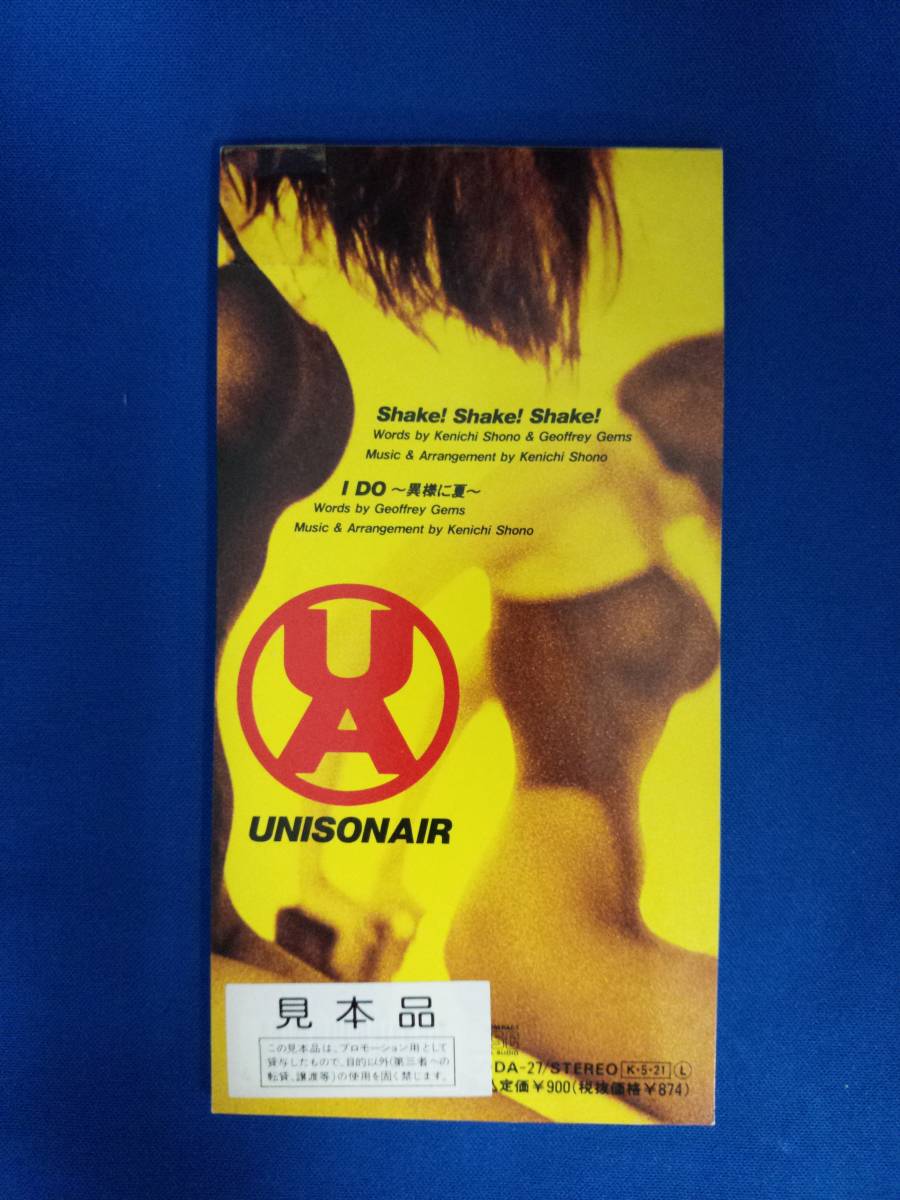 Shake! Shake! Shake!
Words by Kenichi Shono & Geoffrey Gems
Music & Arrangement by Kenichi Shono
I DO ～異様に夏～
Words by Geoffrey Gems
Music & Arrangement by Kenichi Shono
UA
UNISONAIR
見本品
この見本品は、プロモーション用として
貸与したもので、目的以外(第三者への
転貸、譲渡等)の使用を固く禁じます。
DA-27/STEREO K・5・21 L
定価¥900(税抜価格¥874)